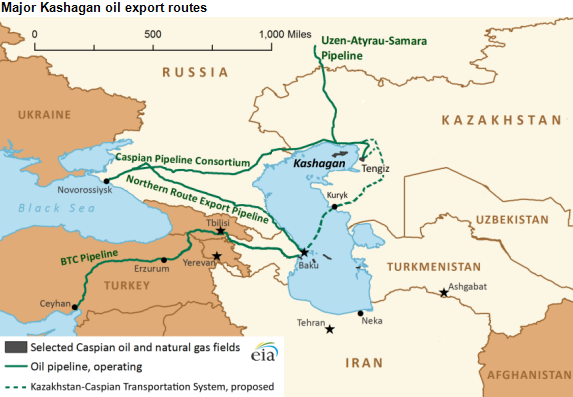 Major Kashagan oil export routes
0 500 1,000 Miles
Uzen-Atyrau-Samara
Pipeline
RUSSIA
UKRAINE
KAZAKHSTAN
Caspian Pipeline Consortium
Kashagan
Tengiz
Novorossiysk
Northern Route Export Pipeline
Kuryk
Black Sea
Tbilisi
UZBEKISTAN
BTC Pipeline
Erzurum
Yerevan
Baku
TURKMENISTAN
TURKEY
Ashgabat
Ceyhan
Tehran
Neka
Selected Caspian oil and natural gas fields
eia
Oil pipeline, operating
IRAN
AFGHANISTAN
Kazakhstan-Caspian Transportation System, proposed